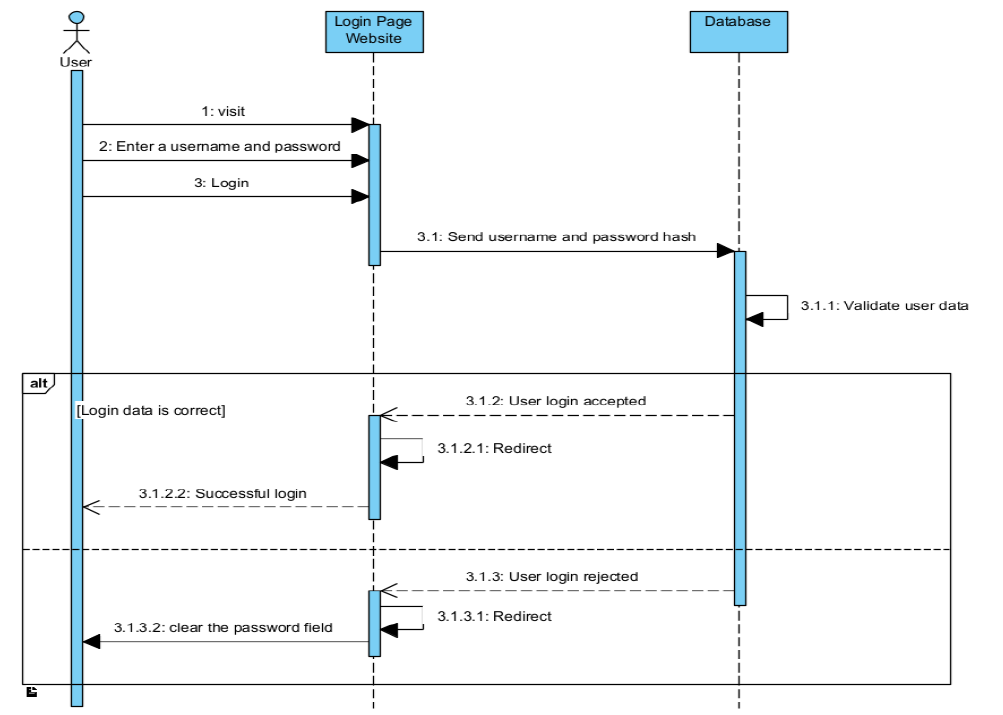 User
Login Page
Website
Database
1: visit
2: Enter a username and password
3: Login
3.1: Send username and password hash
3.1.1: Validate user data
alt
[Login data is correct]
3.1.2: User login accepted
3.1.2.1: Redirect
3.1.2.2: Successful login
3.1.3: User login rejected
3.1.3.1: Redirect
3.1.3.2: clear the password field